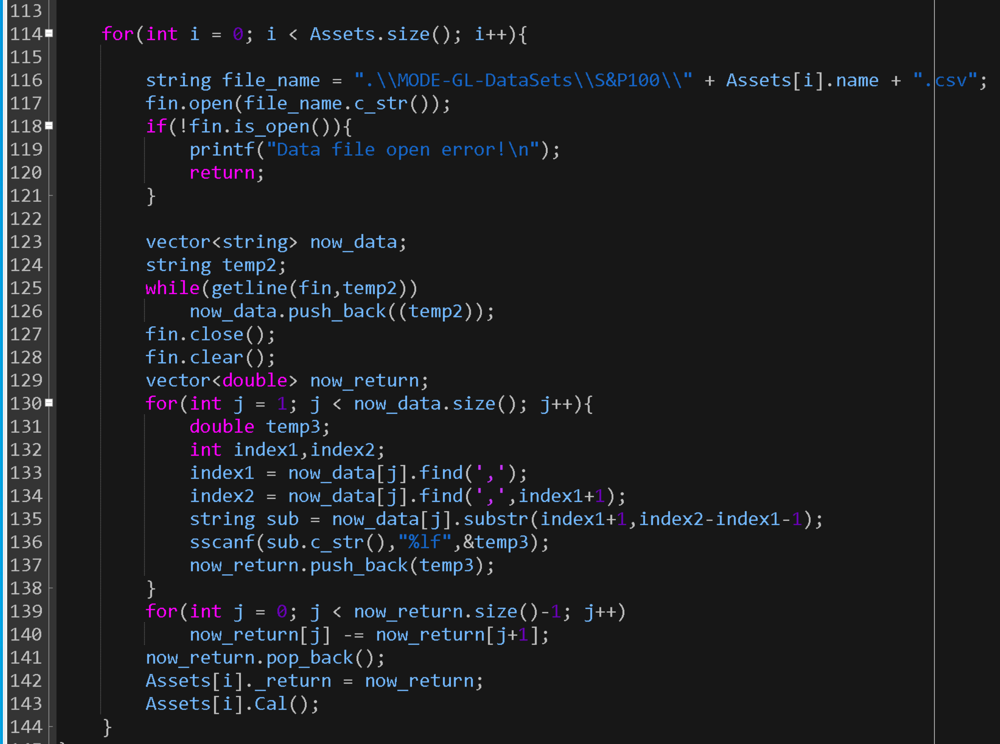 113
114 for(int i = 0; i < Assets.size(); i++){
115
116 string file_name = ".\\MODE-GL-DataSets\\S&P100\\" + Assets[i].name + ".csv";
117 fin.open(file_name.c_str());
118 if(!fin.is_open()){
119 printf("Data file open error!\n");
120 return;
121 }
122
123 vector<string> now_data;
124 string temp2;
125 while(getline(fin,temp2))
126 now_data.push_back((temp2));
127 fin.close();
128 fin.clear();
129 vector<double> now_return;
130 for(int j = 1; j < now_data.size(); j++){
131 double temp3;
132 int index1,index2;
133 index1 = now_data[j].find(',');
134 index2 = now_data[j].find(',',index1+1);
135 string sub = now_data[j].substr(index1+1,index2-index1-1);
136 sscanf(sub.c_str(),"%lf",&temp3);
137 now_return.push_back(temp3);
138 }
139 for(int j = 0; j < now_return.size()-1; j++)
140 now_return[j] -= now_return[j+1];
141 now_return.pop_back();
142 Assets[i]._return = now_return;
143 Assets[i].Cal();
144 }